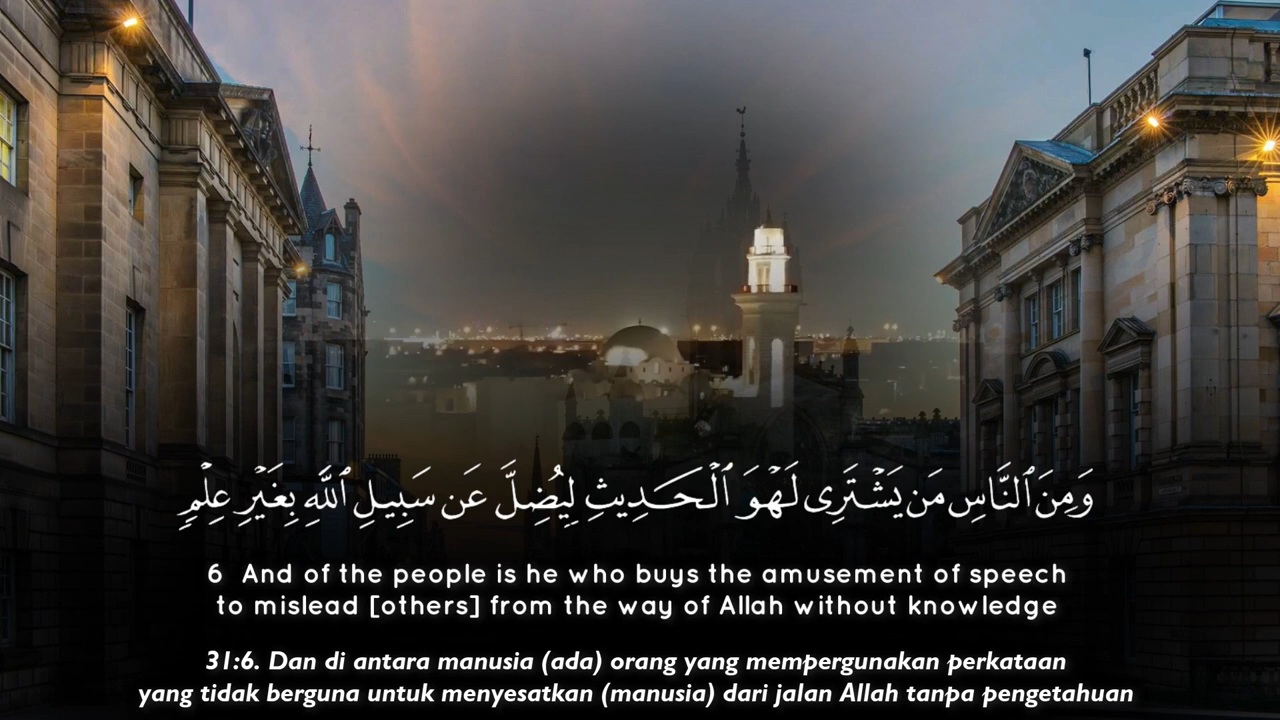 وَمِنَ ٱلنَّاسِ مَن يَشْتَرِى لَهْوَ ٱلْحَدِيثِ لِيُضِلَّ عَن سَبِيلِ ٱللَّهِ بِغَيْرِ عِلْمٍ
6 And of the people is he who buys the amusement of speech
to mislead [others] from the way of Allah without knowledge
31:6. Dan di antara manusia (ada) orang yang mempergunakan perkataan
yang tidak berguna untuk menyesatkan (manusia) dari jalan Allah tanpa pengetahuan